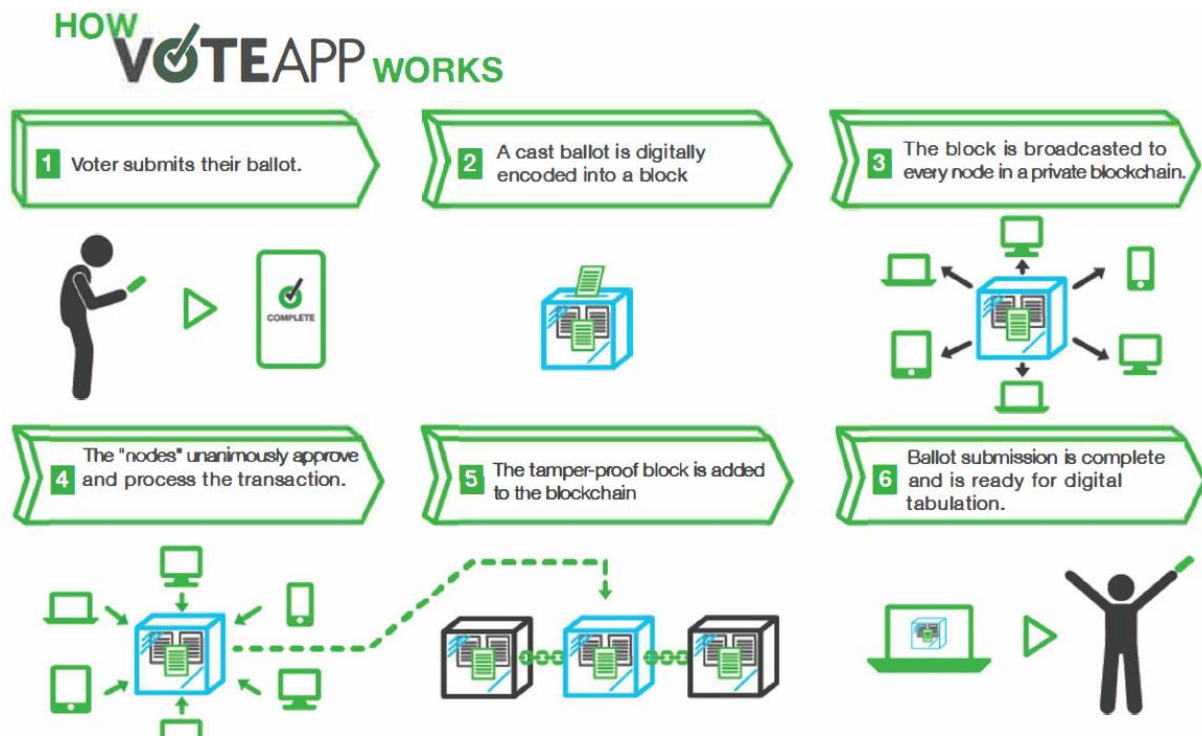 HOW
VOTEAPP WORKS
1 Voter submits their ballot.
2 A cast ballot is digitally
encoded into a block
3 The block is broadcasted to
every node in a private blockchain.
COMPLETE
4 The "nodes" unanimously approve
and process the transaction.
5 The tamper-proof block is added
to the blockchain
6 Ballot submission is complete
and is ready for digital
tabulation.